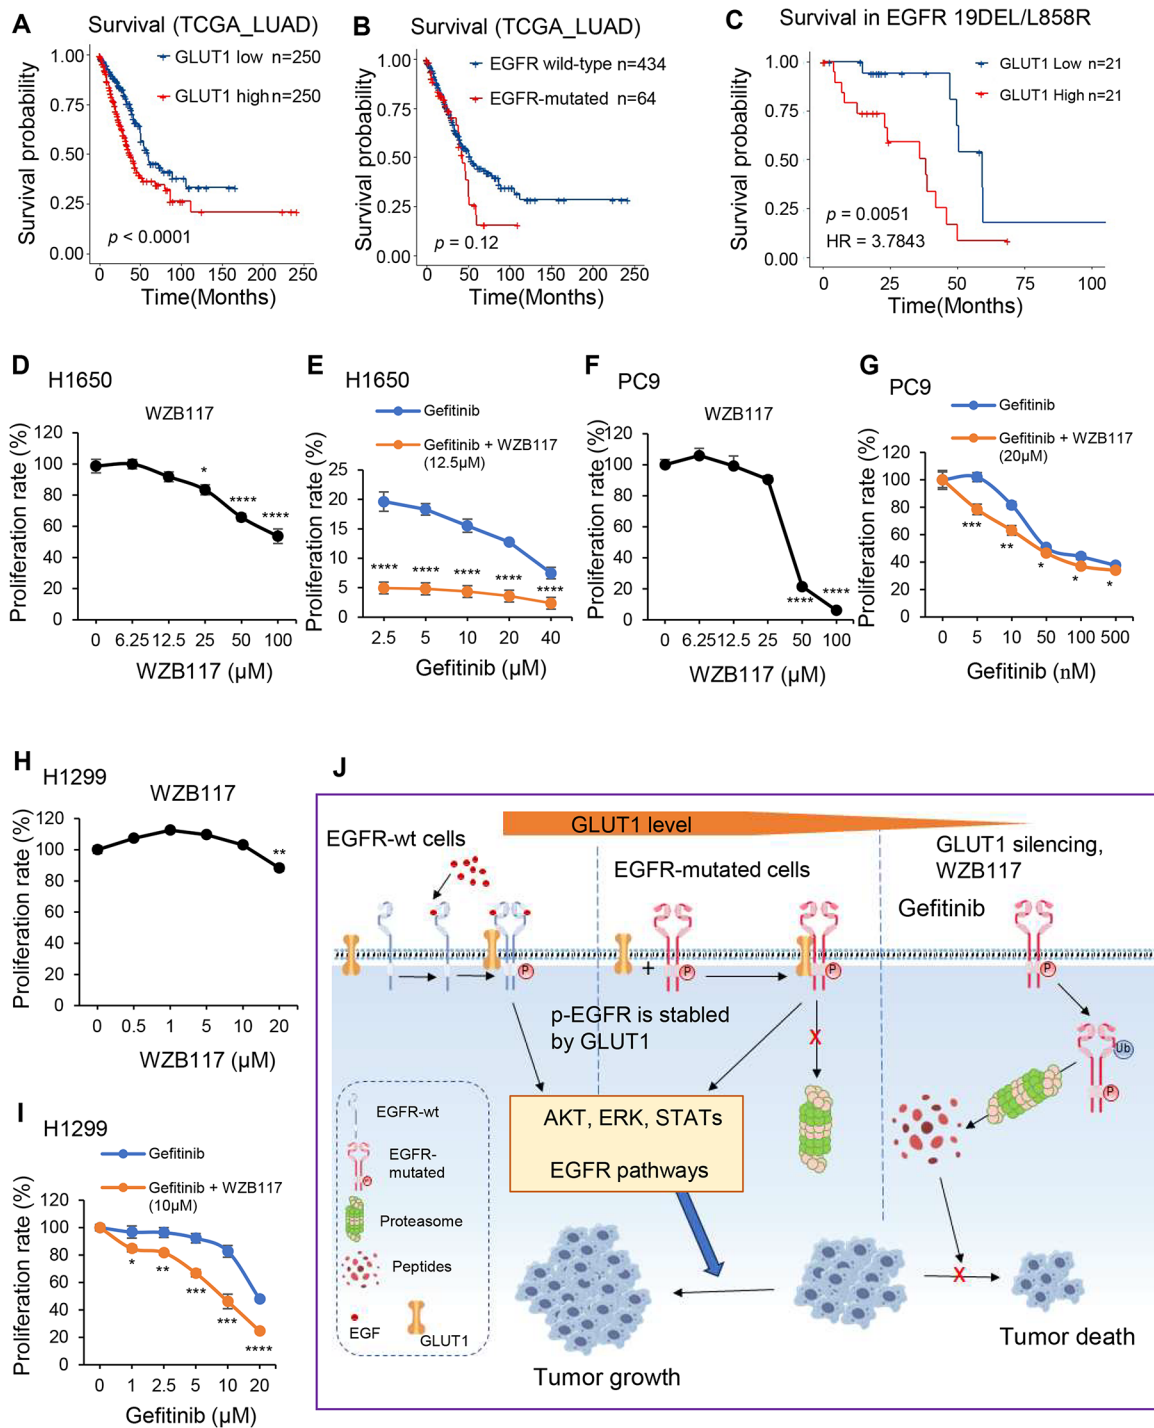 A
Survival (TCGA_LUAD)
GLUT1 low n=250
GLUT1 high n=250
Survival probability
1.00
0.75
0.50
0.25
0.00
p < 0.0001
0 50 100 150 200 250
Time(Months)
B
Survival (TCGA_LUAD)
EGFR wild-type n=434
EGFR-mutated n=64
Survival probability
1.00
0.75
0.50
0.25
0.00
p = 0.12
0 50 100 150 200 250
Time(Months)
C
Survival in EGFR 19DEL/L858R
GLUT1 Low n=21
GLUT1 High n=21
Survival probability
1.00
0.75
0.50
0.25
0.00
p = 0.0051
HR = 3.7843
0 25 50 75 100
Time(Months)
D
H1650
WZB117
Proliferation rate (%)
120
100
80
60
40
20
0
*
****
****
0 6.25 12.5 25 50 100
WZB117 (µM)
E
H1650
Gefitinib
Gefitinib + WZB117
(12.5µM)
Proliferation rate (%)
25
20
15
10
5
0
**** **** **** **** ****
2.5 5 10 20 40
Gefitinib (µM)
F
PC9
WZB117
Proliferation rate (%)
120
100
80
60
40
20
0
****
****
0 6.25 12.5 25 50 100
WZB117 (µM)
G
PC9
Gefitinib
Gefitinib + WZB117
(20µM)
Proliferation rate (%)
120
100
80
60
40
20
0
***
**
*
*
*
0 5 10 50 100 500
Gefitinib (nM)
H
H1299
WZB117
Proliferation rate (%)
120
100
80
60
40
20
0
**
0 0.5 1 5 10 20
WZB117 (µM)
I
H1299
Gefitinib
Gefitinib + WZB117
(10µM)
Proliferation rate (%)
120
100
80
60
40
20
0
*
**
***
***
****
0 1 2.5 5 10 20
Gefitinib (µM)
J
GLUT1 level
EGFR-wt cells
EGFR-mutated cells
GLUT1 silencing,
WZB117
Gefitinib
P
+
P
P
P
p-EGFR is stabled
by GLUT1
X
Ub
P
AKT, ERK, STATs
EGFR pathways
EGFR-wt
EGFR-
mutated
P
Proteasome
Peptides
EGF
GLUT1
X
Tumor growth
Tumor death